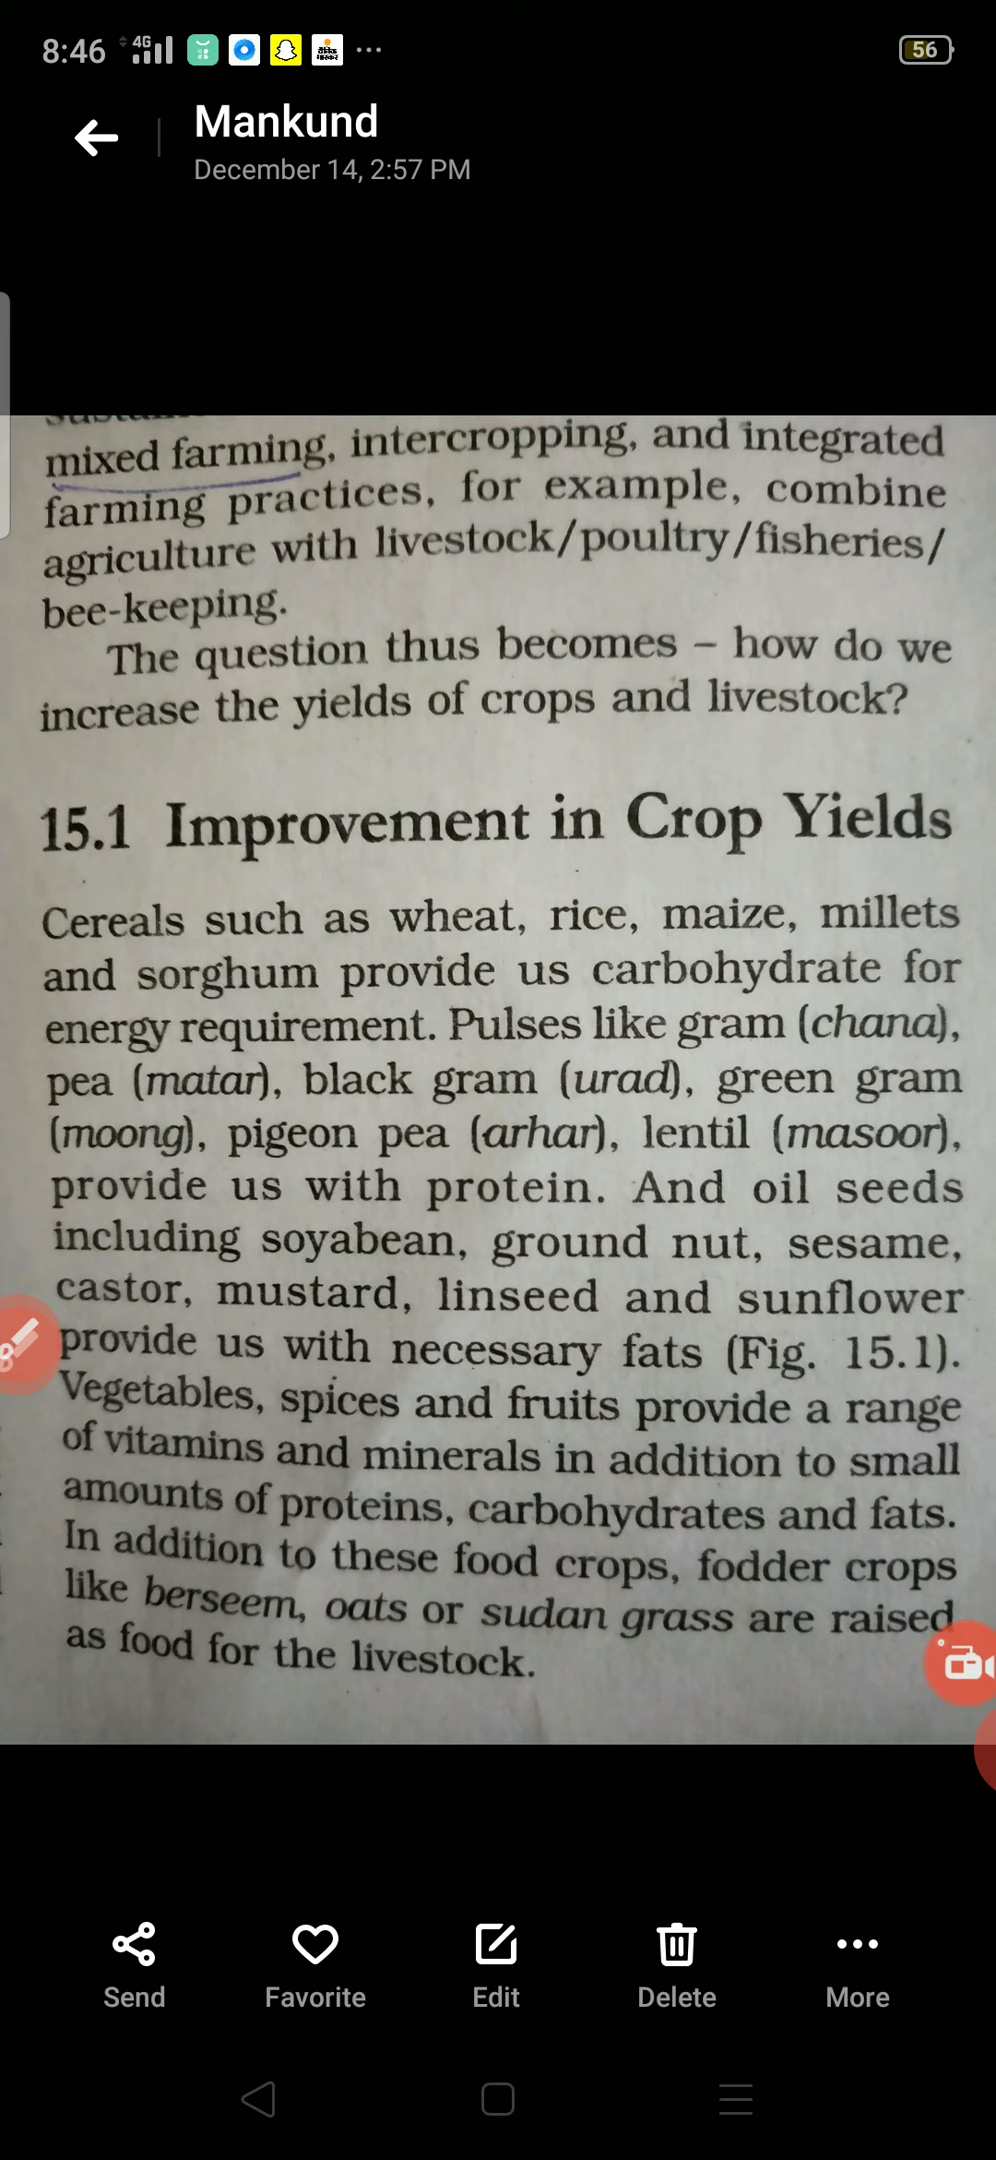 8:46 4G 56
Mankund
December 14, 2:57 PM
mixed farming, intercropping, and integrated
farming practices, for example, combine
agriculture with livestock/poultry/fisheries/
bee-keeping.
The question thus becomes – how do we
increase the yields of crops and livestock?
15.1 Improvement in Crop Yields
Cereals such as wheat, rice, maize, millets
and sorghum provide us carbohydrate for
energy requirement. Pulses like gram (chana),
pea (matar), black gram (urad), green gram
(moong), pigeon pea (arhar), lentil (masoor),
provide us with protein. And oil seeds
including soyabean, ground nut, sesame,
castor, mustard, linseed and sunflower
provide us with necessary fats (Fig. 15.1).
Vegetables, spices and fruits provide a range
of vitamins and minerals in addition to small
amounts of proteins, carbohydrates and fats.
In addition to these food crops, fodder crops
like berseem, oats or sudan grass are raised
as food for the livestock.
Send Favorite Edit Delete More